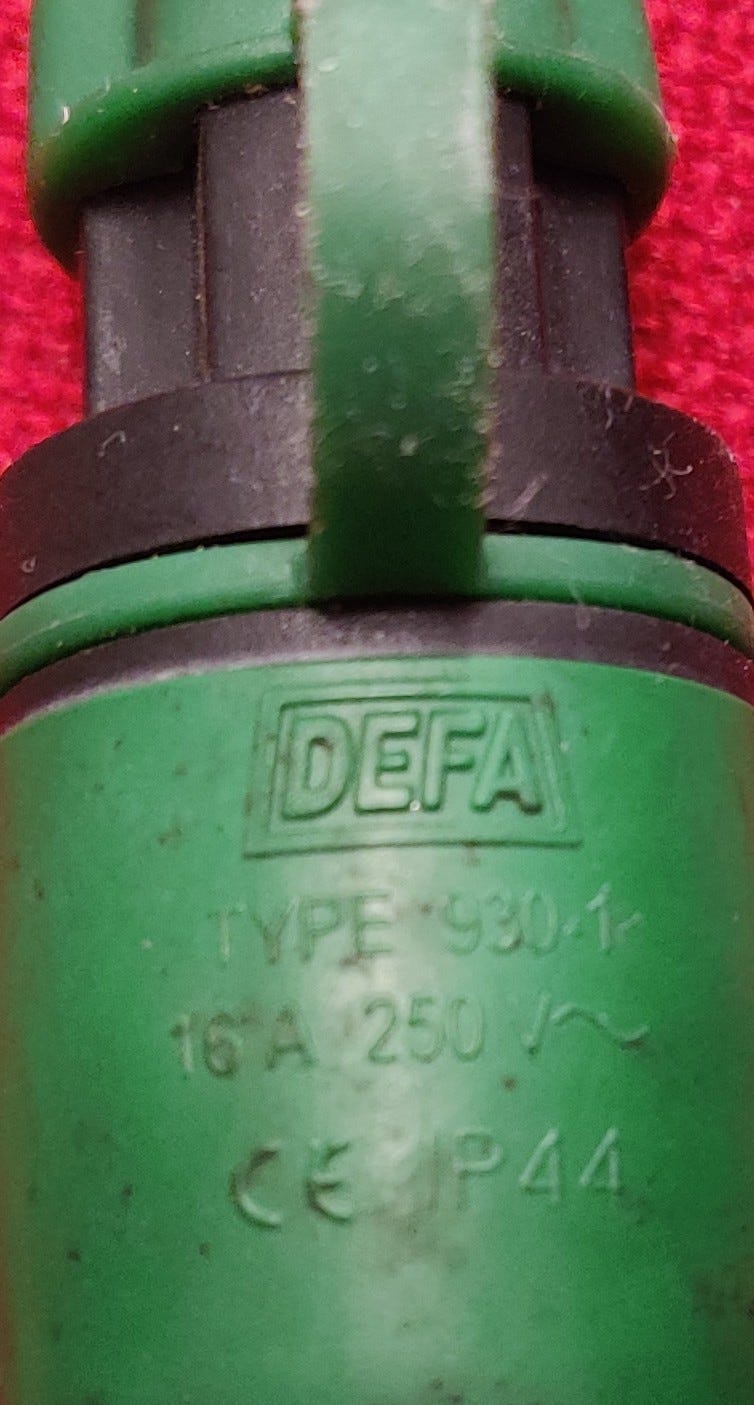 DEFA
TYPE 930-1-
16 A 250 V~
CE IP44